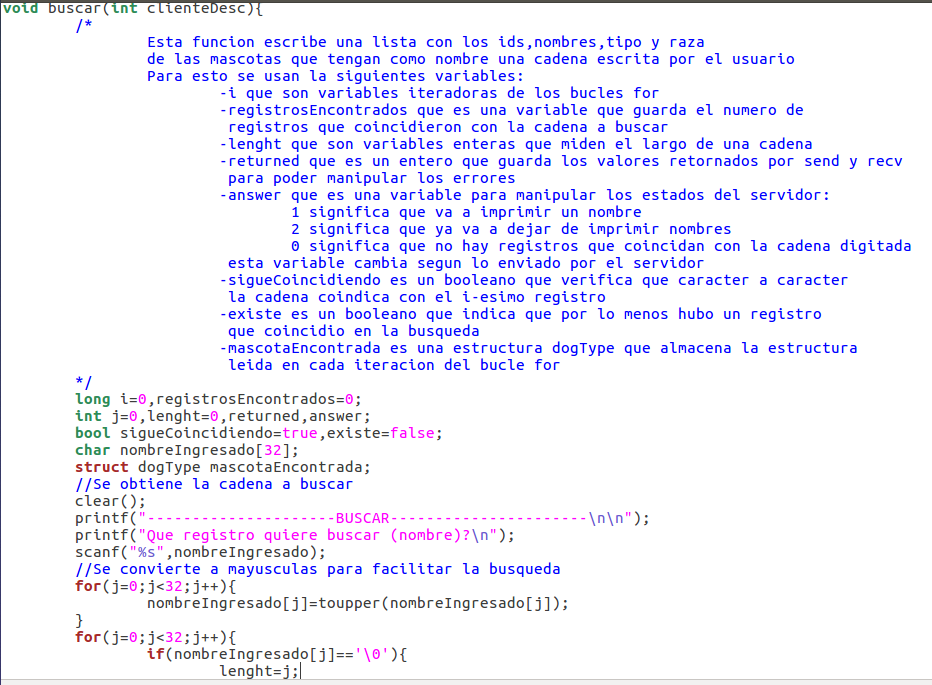 void buscar(int clienteDesc){
/*
Esta funcion escribe una lista con los ids,nombres,tipo y raza
de las mascotas que tengan como nombre una cadena escrita por el usuario
Para esto se usan la siguientes variables:
-i que son variables iteradoras de los bucles for
-registrosEncontrados que es una variable que guarda el numero de
registros que coincidieron con la cadena a buscar
-lenght que son variables enteras que miden el largo de una cadena
-returned que es un entero que guarda los valores retornados por send y recv
para poder manipular los errores
-answer que es una variable para manipular los estados del servidor:
1 significa que va a imprimir un nombre
2 significa que ya va a dejar de imprimir nombres
0 significa que no hay registros que coincidan con la cadena digitada
esta variable cambia segun lo enviado por el servidor
-sigueCoincidiendo es un booleano que verifica que caracter a caracter
la cadena coindica con el i-esimo registro
-existe es un booleano que indica que por lo menos hubo un registro
que coincidio en la busqueda
-mascotaEncontrada es una estructura dogType que almacena la estructura
leida en cada iteracion del bucle for
*/
long i=0,registrosEncontrados=0;
int j=0,lenght=0,returned,answer;
bool sigueCoincidiendo=true,existe=false;
char nombreIngresado[32];
struct dogType mascotaEncontrada;
//Se obtiene la cadena a buscar
clear();
printf("---------------------BUSCAR----------------------\n\n");
printf("Que registro quiere buscar (nombre)?\n");
scanf("%s",nombreIngresado);
//Se convierte a mayusculas para facilitar la busqueda
for(j=0;j<32;j++){
nombreIngresado[j]=toupper(nombreIngresado[j]);
}
for(j=0;j<32;j++){
if(nombreIngresado[j]=='\0'){
lenght=j;